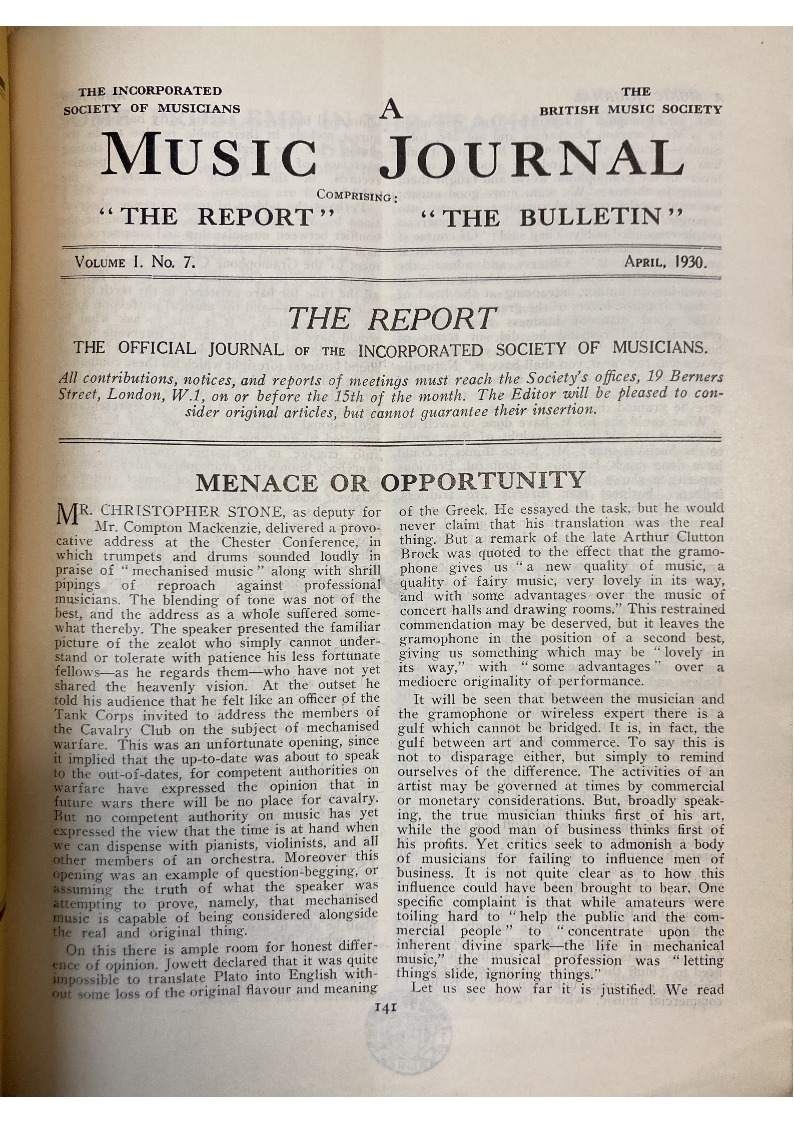 THE INCORPORATED
SOCIETY OF MUSICIANS
THE
BRITISH MUSIC SOCIETY
A
MUSIC JOURNAL
COMPRISING:
“THE REPORT” “THE BULLETIN”
VOLUME I. No. 7. APRIL, 1930.
THE REPORT
THE OFFICIAL JOURNAL OF THE INCORPORATED SOCIETY OF MUSICIANS.
All contributions, notices, and reports of meetings must reach the Society's offices, 19 Berners
Street, London, W.1, on or before the 15th of the month. The Editor will be pleased to con-
sider original articles, but cannot guarantee their insertion.
MENACE OR OPPORTUNITY
MR. CHRISTOPHER STONE, as deputy for
Mr. Compton Mackenzie, delivered a provo-
cative address at the Chester Conference, in
which trumpets and drums sounded loudly in
praise of “mechanised music” along with shrill
pipings of reproach against professional
musicians. The blending of tone was not of the
best, and the address as a whole suffered some-
what thereby. The speaker presented the familiar
picture of the zealot who simply cannot under-
stand or tolerate with patience his less fortunate
fellows—as he regards them—who have not yet
shared the heavenly vision. At the outset he
told his audience that he felt like an officer of the
Tank Corps invited to address the members of
the Cavalry Club on the subject of mechanised
warfare. This was an unfortunate opening, since
it implied that the up-to-date was about to speak
to the out-of-dates, for competent authorities on
warfare have expressed the opinion that in
future wars there will be no place for cavalry.
But no competent authority on music has yet
expressed the view that the time is at hand when
we can dispense with pianists, violinists, and all
other members of an orchestra. Moreover this
opening was an example of question-begging, or
assuming the truth of what the speaker was
attempting to prove, namely, that mechanised
music is capable of being considered alongside
the real and original thing.
On this there is ample room for honest differ-
ence of opinion. Jowett declared that it was quite
impossible to translate Plato into English with-
out some loss of the original flavour and meaning
of the Greek. He essayed the task, but he would
never claim that his translation was the real
thing. But a remark of the late Arthur Clutton
Brock was quoted to the effect that the gramo-
phone gives us “a new quality of music, a
quality of fairy music, very lovely in its way,
and with some advantages over the music of
concert halls and drawing rooms.” This restrained
commendation may be deserved, but it leaves the
gramophone in the position of a second best,
giving us something which may be “lovely in
its way,” with “some advantages” over a
mediocre originality of performance.
It will be seen that between the musician and
the gramophone or wireless expert there is a
gulf which cannot be bridged. It is, in fact, the
gulf between art and commerce. To say this is
not to disparage either, but simply to remind
ourselves of the difference. The activities of an
artist may be governed at times by commercial
or monetary considerations. But, broadly speak-
ing, the true musician thinks first of his art,
while the good man of business thinks first of
his profits. Yet critics seek to admonish a body
of musicians for failing to influence men of
business. It is not quite clear as to how this
influence could have been brought to bear. One
specific complaint is that while amateurs were
toiling hard to “help the public and the com-
mercial people” to “concentrate upon the
inherent divine spark—the life in mechanical
music,” the musical profession was “letting
things slide, ignoring things.”
Let us see how far it is justified. We read
141